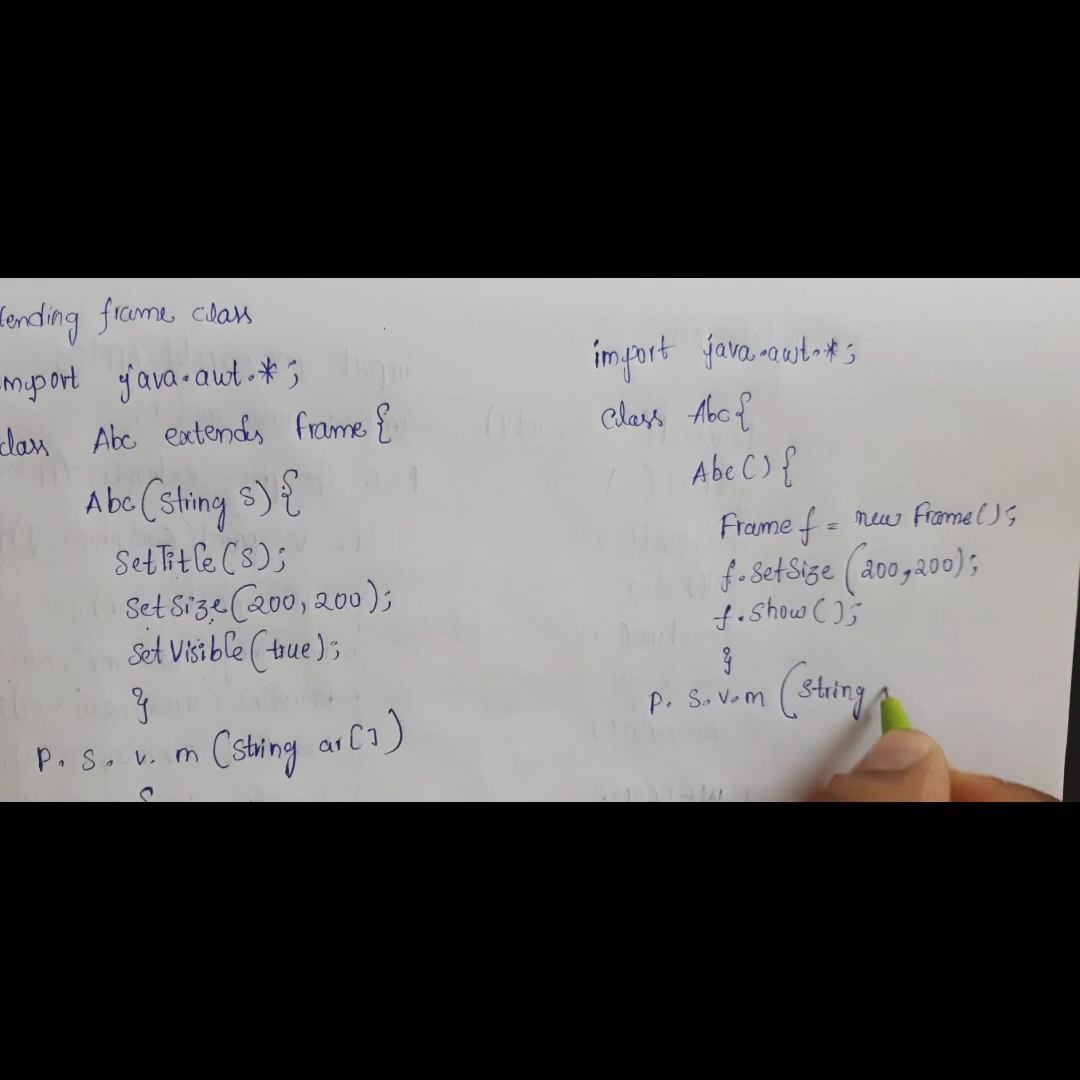 tending frame class
import java.awt.*;
class Abc extends Frame{
Abc(String s){
SetTitle(s);
SetSize(200,200);
SetVisible(true);
}
P. S. v. m (String ar[])
{
import java.awt.*;
Class Abc{
Abc(){
Frame f = new Frame();
f.SetSize(200,200);
f.Show();
}
P. S. v. m (String